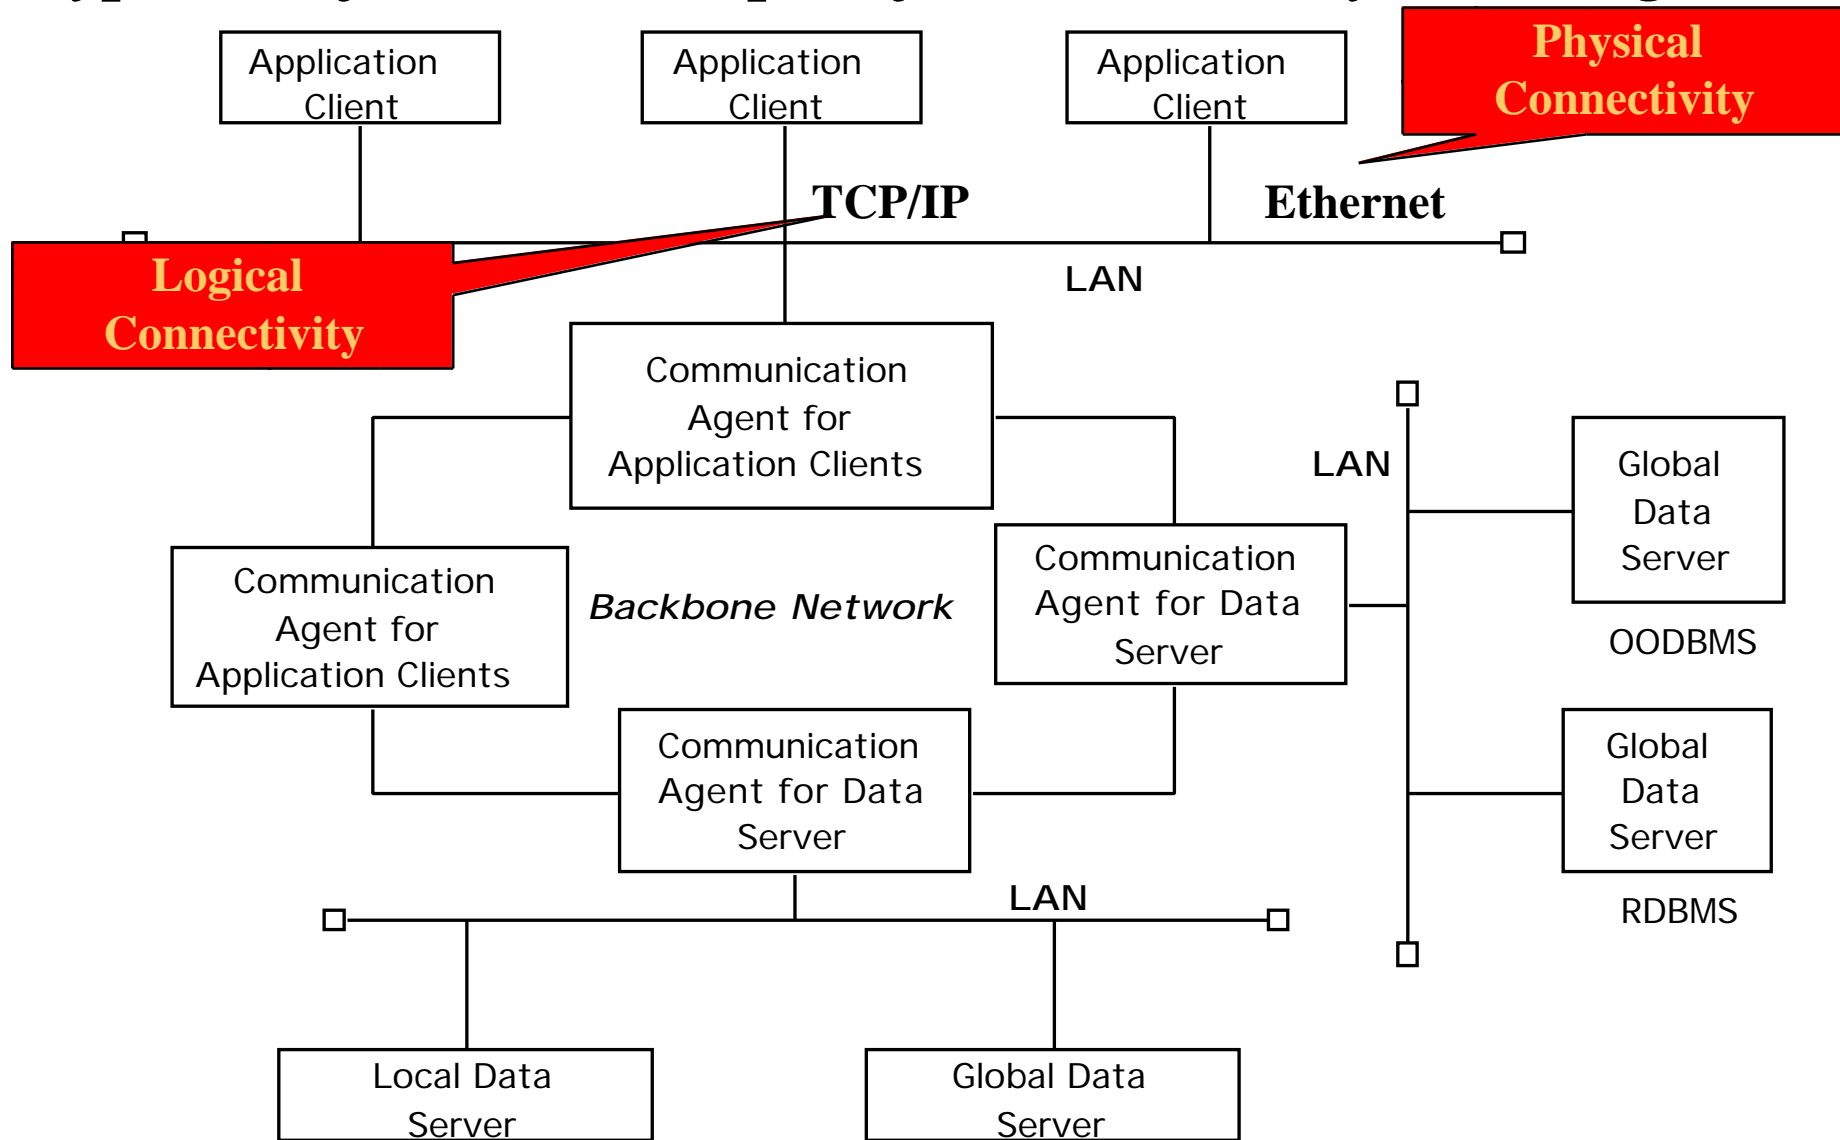 Application
Client
Application
Client
Application
Client
Physical
Connectivity
TCP/IP
Ethernet
LAN
Logical
Connectivity
Communication
Agent for
Application Clients
LAN
Global
Data
Server
OODBMS
Communication
Agent for
Application Clients
Backbone Network
Communication
Agent for Data
Server
Communication
Agent for Data
Server
Global
Data
Server
RDBMS
LAN
Local Data
Server
Global Data
Server